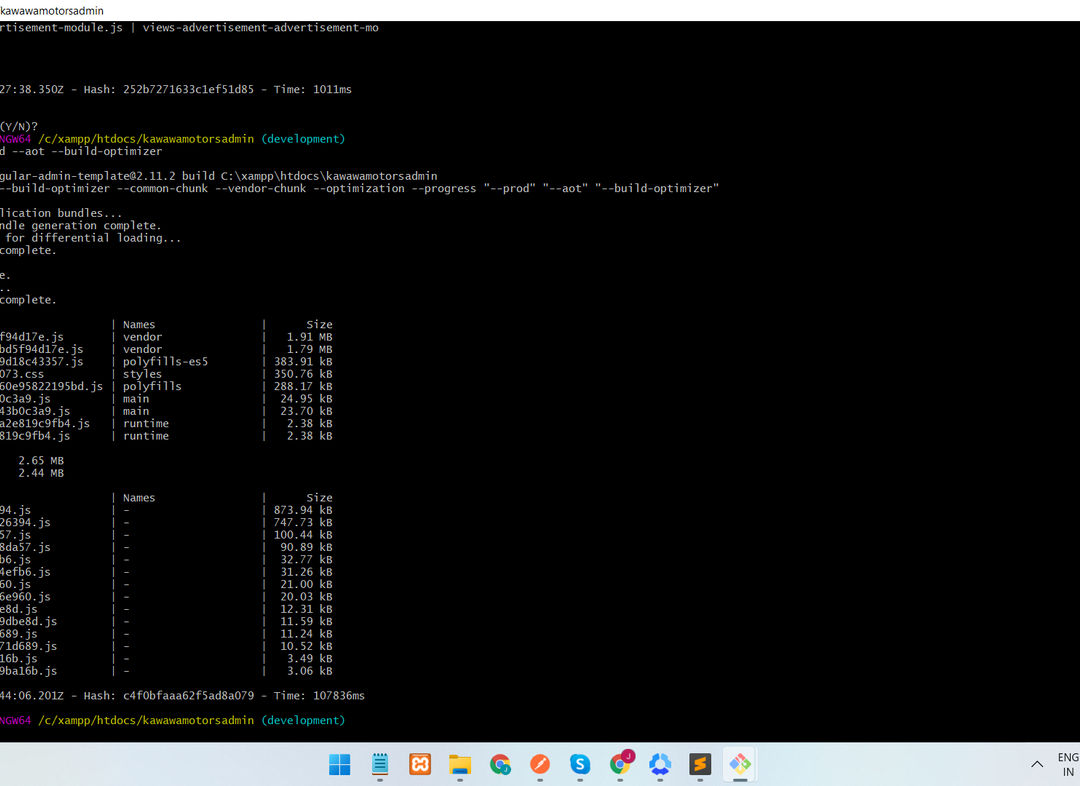 kawawamotorsadmin
rtisement-module.js | views-advertisement-advertisement-mo
27:38.350Z - Hash: 252b7271633c1ef51d85 - Time: 1011ms
(Y/N)?
NGW64 /c/xampp/htdocs/kawawamotorsadmin (development)
d --aot --build-optimizer
gular-admin-template@2.11.2 build C:\xampp\htdocs\kawawamotorsadmin
--build-optimizer --common-chunk --vendor-chunk --optimization --progress "--prod" "--aot" "--build-optimizer"
lication bundles...
ndle generation complete.
for differential loading...
complete.
e.
..
complete.
| Names | Size
f94d17e.js | vendor | 1.91 MB
bd5f94d17e.js | vendor | 1.79 MB
9d18c43357.js | polyfills-es5 | 383.91 kB
073.css | styles | 350.76 kB
60e95822195bd.js | polyfills | 288.17 kB
0c3a9.js | main | 24.95 kB
43b0c3a9.js | main | 23.70 kB
a2e819c9fb4.js | runtime | 2.38 kB
819c9fb4.js | runtime | 2.38 kB
2.65 MB
2.44 MB
| Names | Size
94.js | - | 873.94 kB
26394.js | - | 747.73 kB
57.js | - | 100.44 kB
8da57.js | - | 90.89 kB
b6.js | - | 32.77 kB
4efb6.js | - | 31.26 kB
60.js | - | 21.00 kB
6e960.js | - | 20.03 kB
e8d.js | - | 12.31 kB
9dbe8d.js | - | 11.59 kB
689.js | - | 11.24 kB
71d689.js | - | 10.52 kB
16b.js | - | 3.49 kB
9ba16b.js | - | 3.06 kB
44:06.201Z - Hash: c4f0bfaaa62f5ad8a079 - Time: 107836ms
NGW64 /c/xampp/htdocs/kawawamotorsadmin (development)
J
J
S
S
ENG
IN